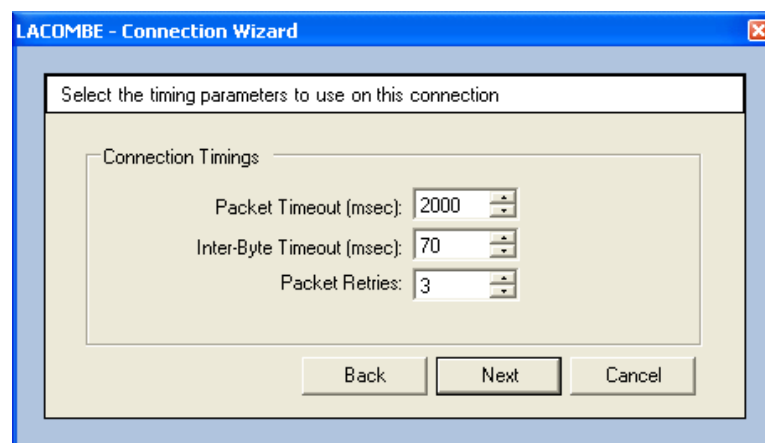 LACOMBE - Connection Wizard
Select the timing parameters to use on this connection
Connection Timings
Packet Timeout (msec): 2000
Inter-Byte Timeout (msec): 70
Packet Retries: 3
Back Next Cancel